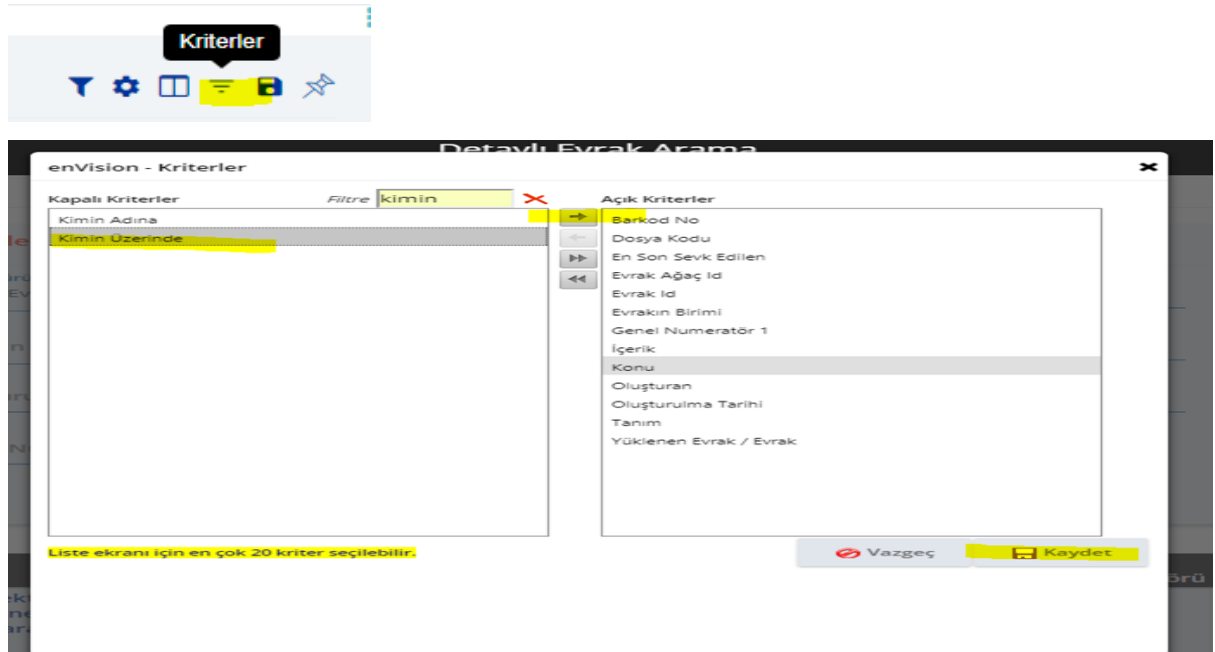 Kriterler
Detaylı Evrak Arama
enVision - Kriterler
Kapalı Kriterler Filtre kimin Açık Kriterler
Kimin Adına
Kimin Üzerinde
Barkod No
Dosya Kodu
En Son Sevk Edilen
Evrak Ağaç Id
Evrak Id
Evrakın Birimi
Genel Numeratör 1
İçerik
Konu
Oluşturan
Oluşturulma Tarihi
Tanım
Yüklenen Evrak / Evrak
Liste ekranı için en çok 20 kriter seçilebilir.
Vazgeç Kaydet